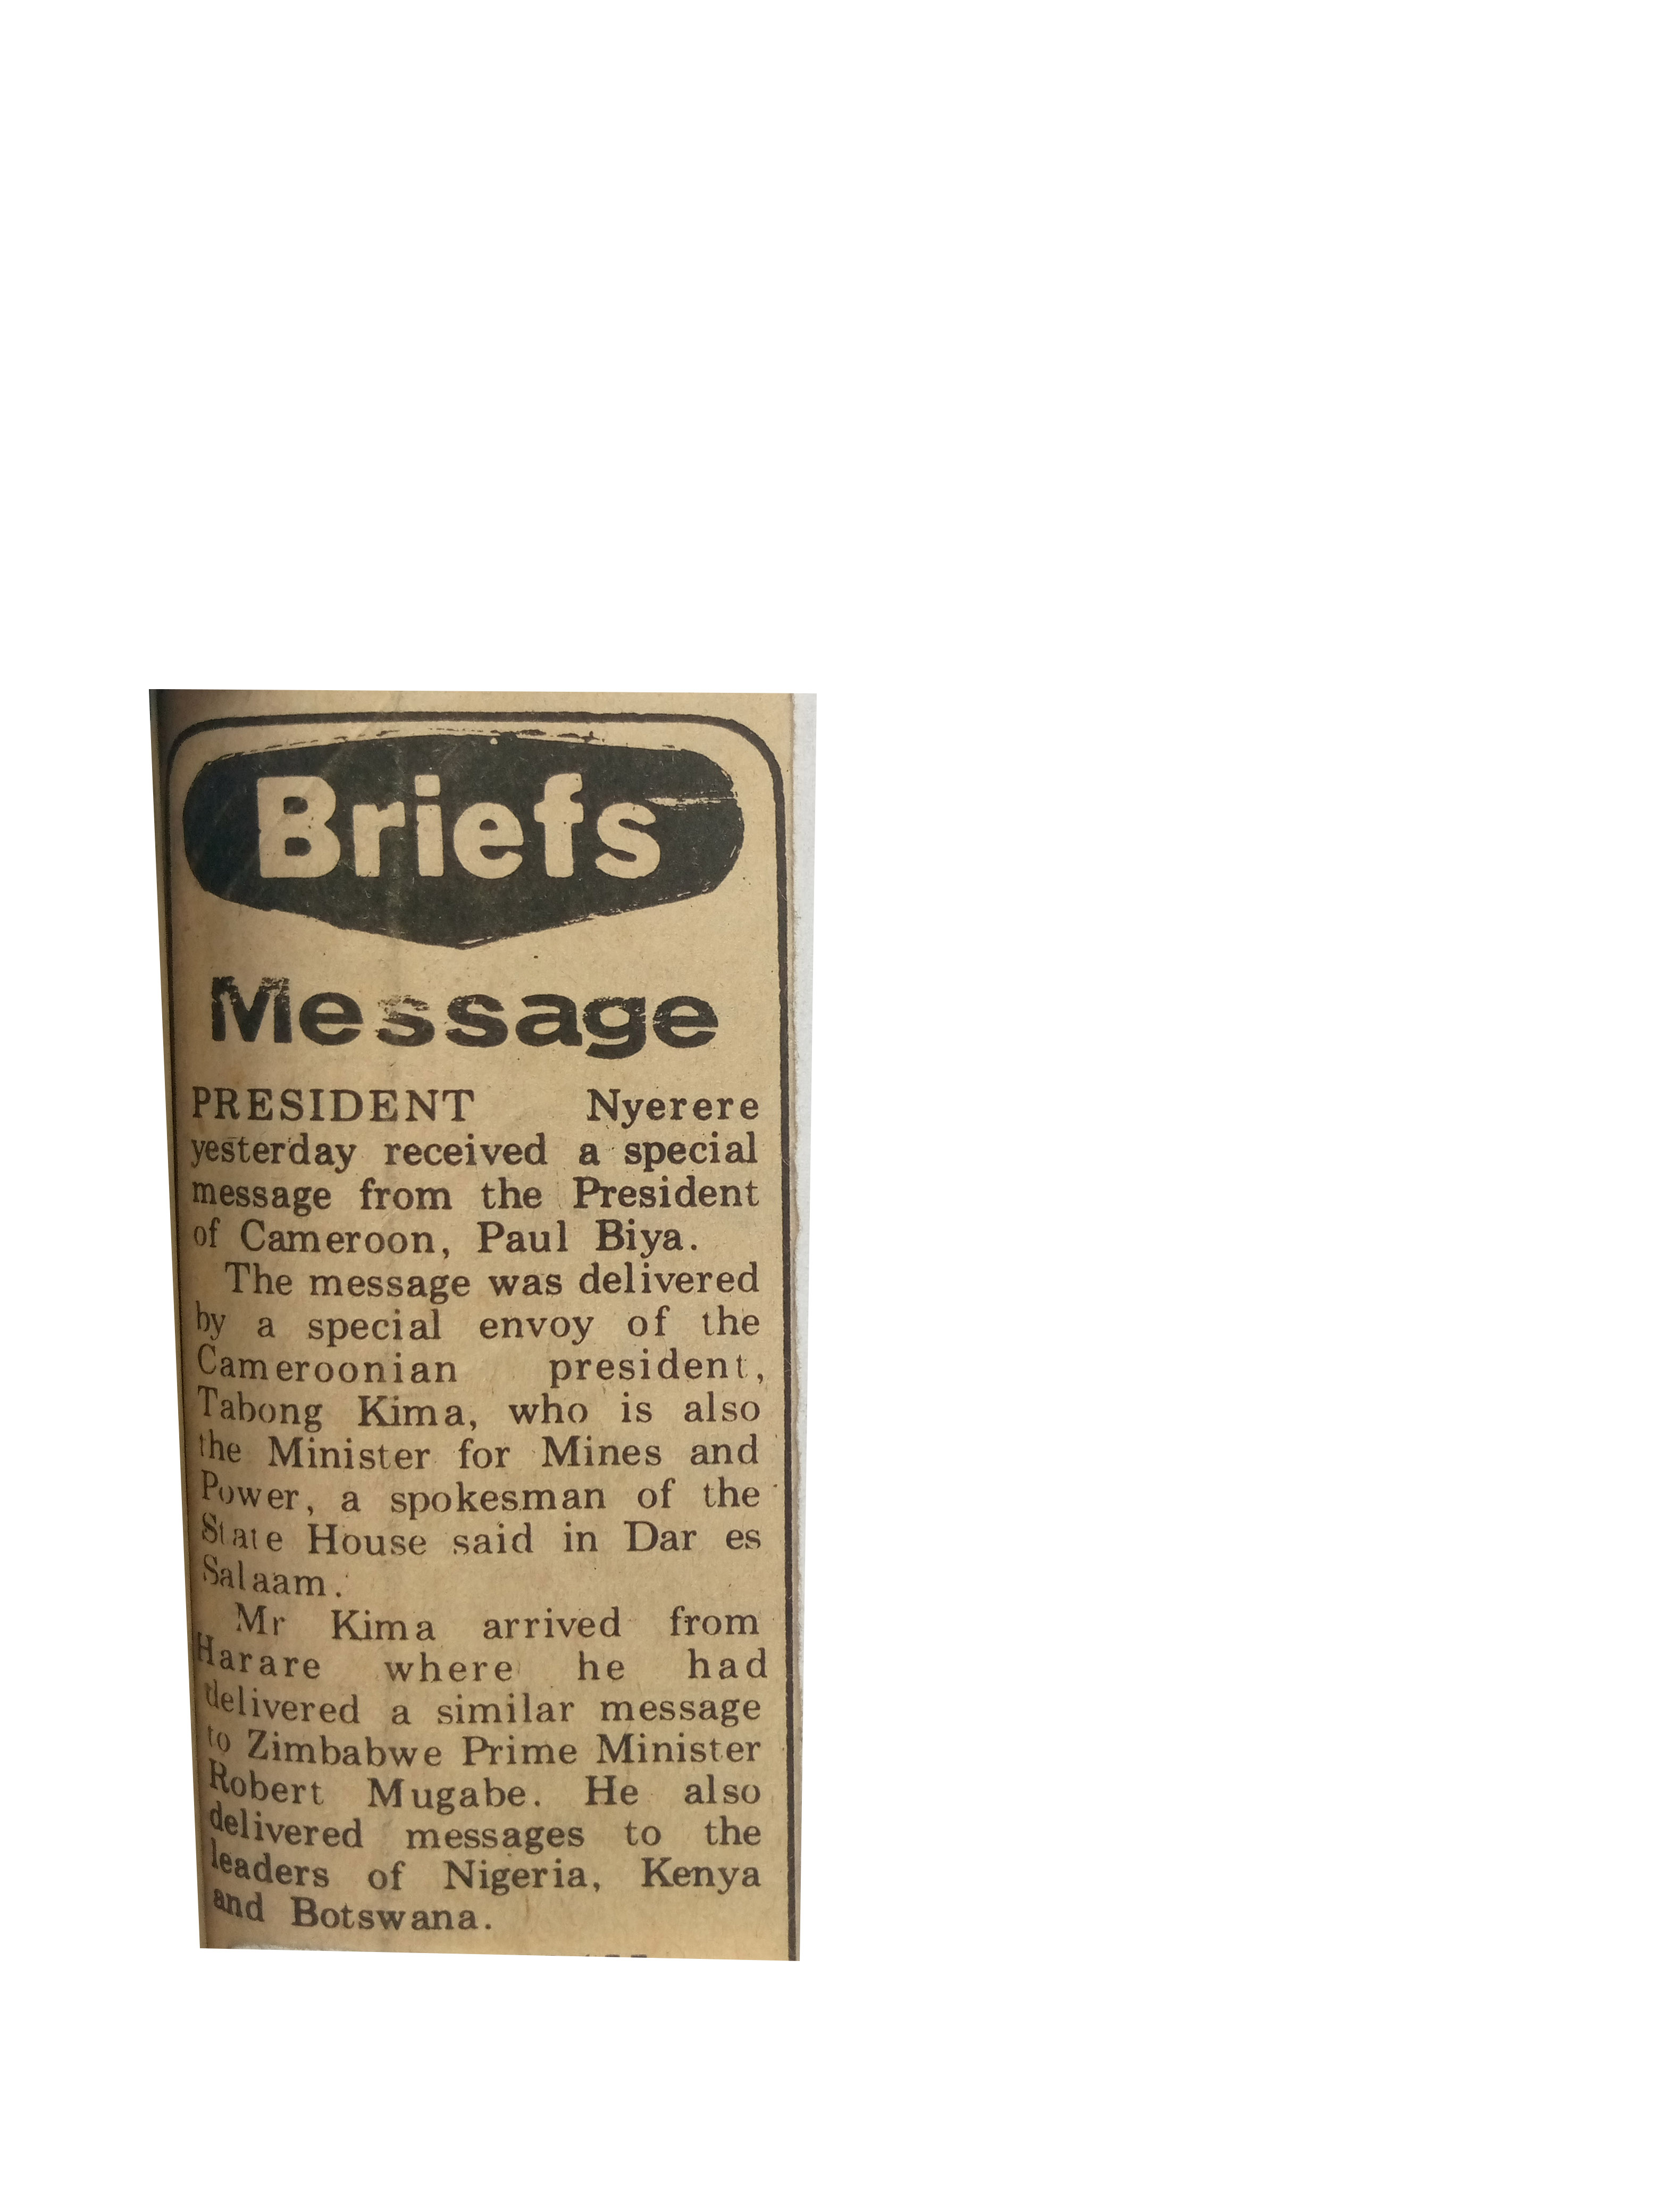 Briefs
Message
PRESIDENT Nyerere
yesterday received a special
message from the President
of Cameroon, Paul Biya.
The message was delivered
by a special envoy of the
Cameroonian president,
Tabong Kima, who is also
the Minister for Mines and
Power, a spokesman of the
State House said in Dar es
Salaam.
Mr Kima arrived from
Harare where he had
delivered a similar message
to Zimbabwe Prime Minister
Robert Mugabe. He also
delivered messages to the
leaders of Nigeria, Kenya
and Botswana.